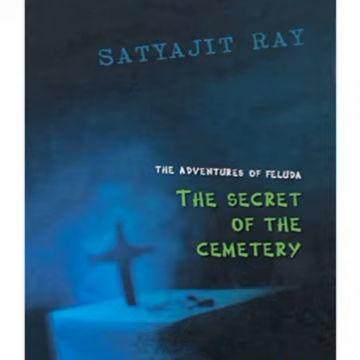 SATYAJIT RAY
THE ADVENTURES OF FELUDA
THE SECRET
OF THE
CEMETERY